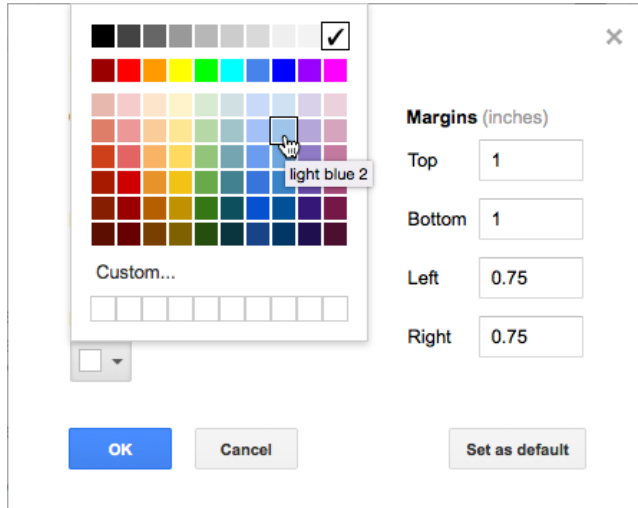 Margins (inches)
light blue 2
Top 1
Bottom 1
Custom...
Left 0.75
Right 0.75
OK Cancel Set as default